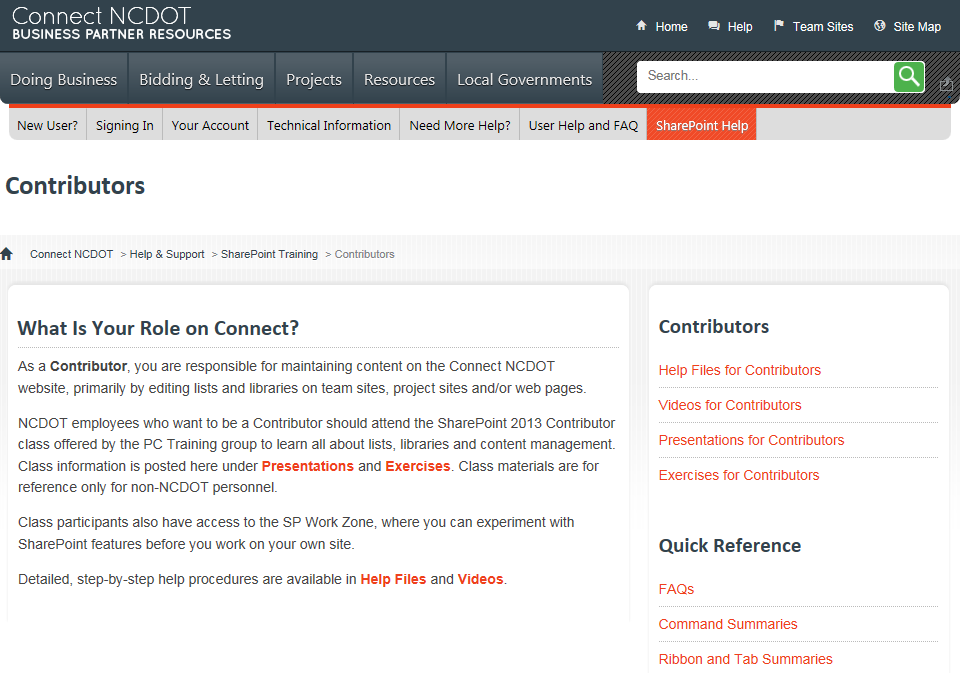 Connect NCDOT
BUSINESS PARTNER RESOURCES
Home Help Team Sites Site Map
Doing Business Bidding & Letting Projects Resources Local Governments Search...
New User? Signing In Your Account Technical Information Need More Help? User Help and FAQ SharePoint Help
Contributors
Connect NCDOT > Help & Support > SharePoint Training > Contributors
What Is Your Role on Connect?
As a Contributor, you are responsible for maintaining content on the Connect NCDOT
website, primarily by editing lists and libraries on team sites, project sites and/or web pages.
NCDOT employees who want to be a Contributor should attend the SharePoint 2013 Contributor
class offered by the PC Training group to learn all about lists, libraries and content management.
Class information is posted here under Presentations and Exercises. Class materials are for
reference only for non-NCDOT personnel.
Class participants also have access to the SP Work Zone, where you can experiment with
SharePoint features before you work on your own site.
Detailed, step-by-step help procedures are available in Help Files and Videos.
Contributors
Help Files for Contributors
Videos for Contributors
Presentations for Contributors
Exercises for Contributors
Quick Reference
FAQs
Command Summaries
Ribbon and Tab Summaries